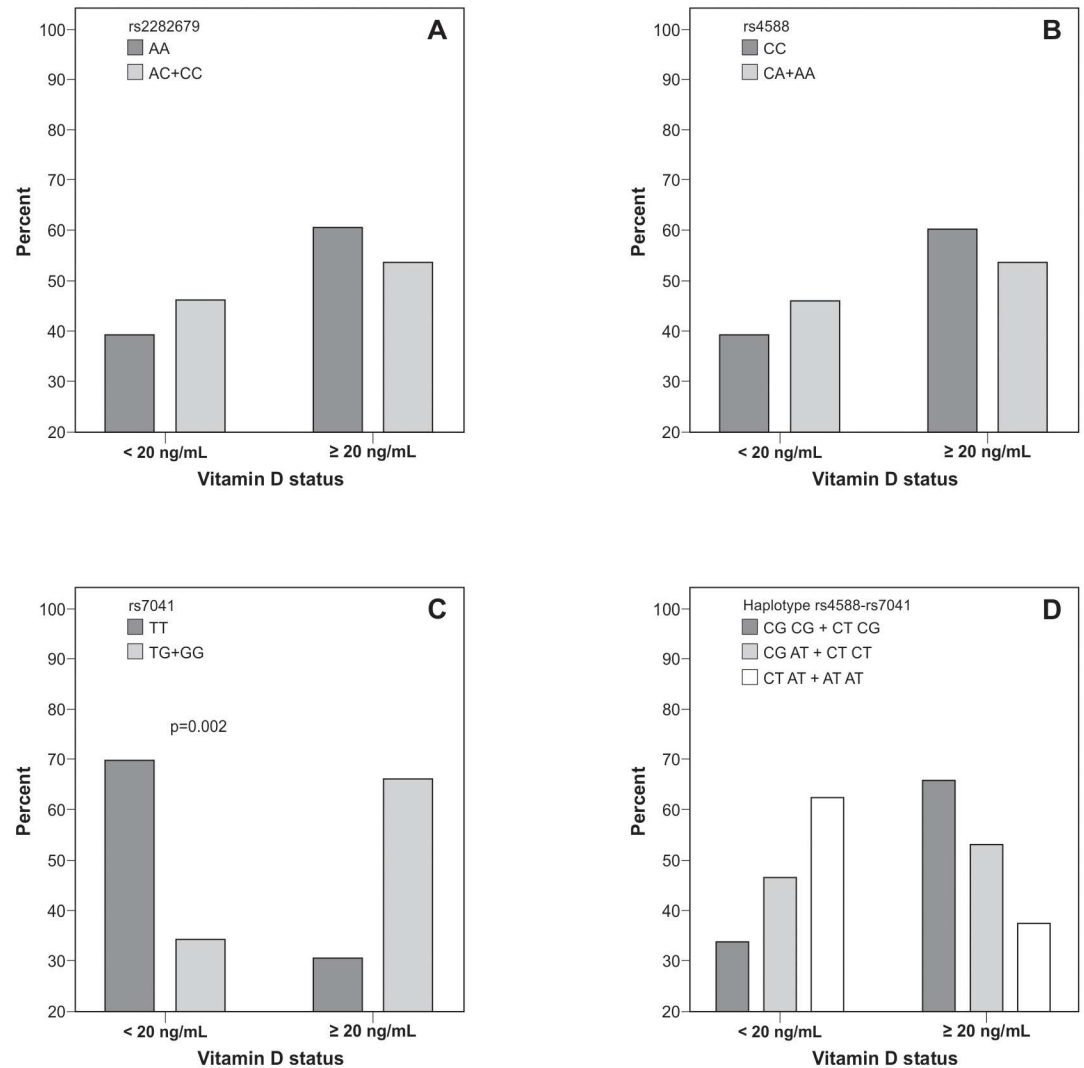 A
rs2282679
AA
AC+CC
100
90
80
70
60
50
40
30
20
Percent
< 20 ng/mL
≥ 20 ng/mL
Vitamin D status
B
rs4588
CC
CA+AA
100
90
80
70
60
50
40
30
20
Percent
< 20 ng/mL
≥ 20 ng/mL
Vitamin D status
C
rs7041
TT
TG+GG
p=0.002
100
90
80
70
60
50
40
30
20
Percent
< 20 ng/mL
≥ 20 ng/mL
Vitamin D status
D
Haplotype rs4588-rs7041
CG CG + CT CG
CG AT + CT CT
CT AT + AT AT
100
90
80
70
60
50
40
30
20
Percent
< 20 ng/mL
≥ 20 ng/mL
Vitamin D status